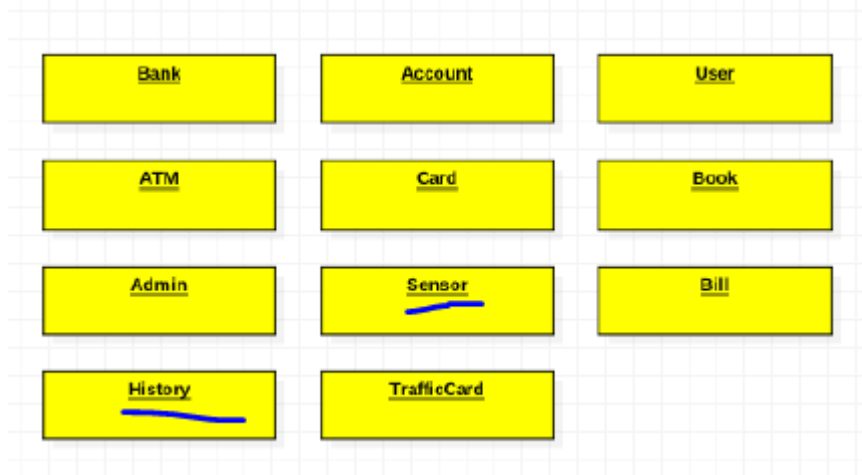 Bank
Account
User
ATM
Card
Book
Admin
Sensor
Bill
History
TrafficCard